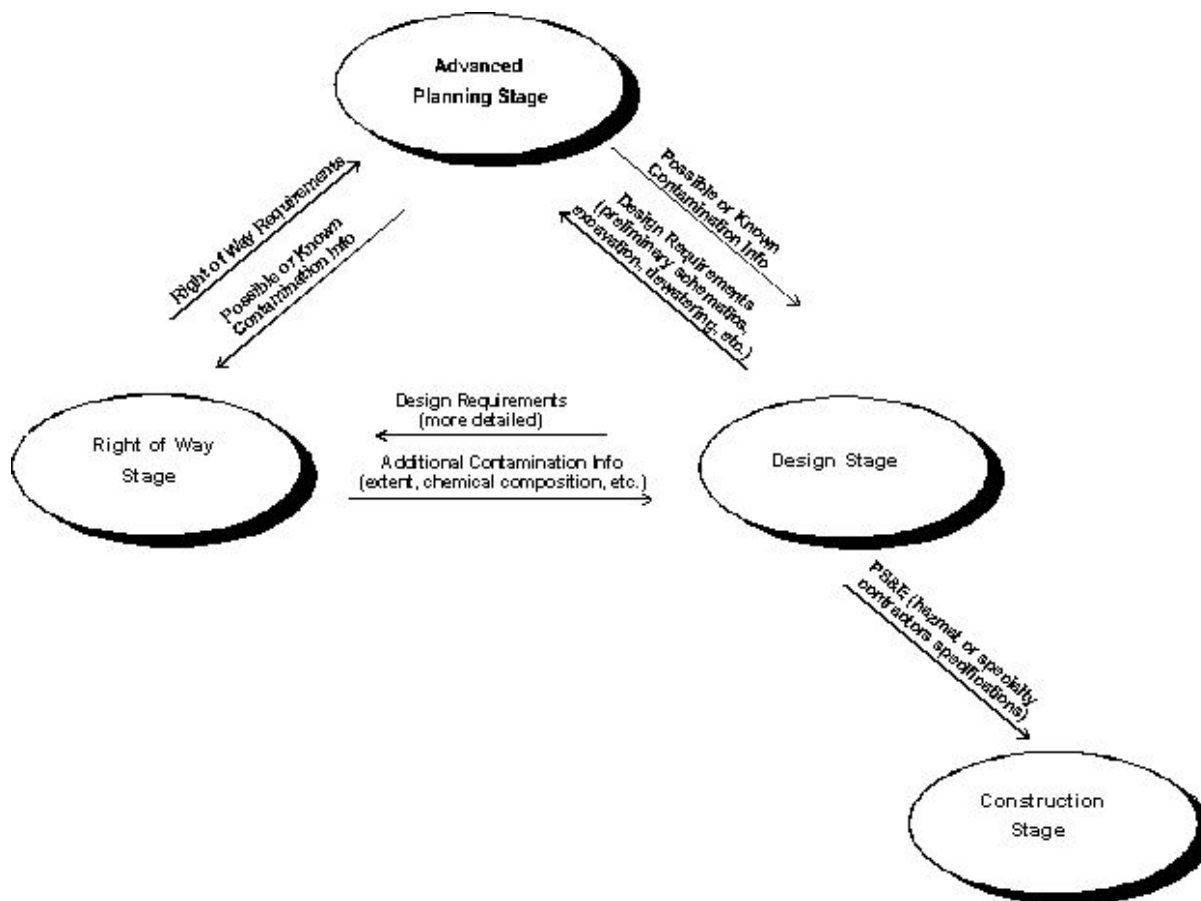 Advanced
Planning Stage
Right of Way Requirements
Possible or Known
Contamination Info
Possible or Known
Contamination Info
Design Requirements
(preliminary schematics,
excavation, dewatering, etc.)
Right of Way
Stage
Design Requirements
(more detailed)
Additional Contamination Info
(extent, chemical composition, etc.)
Design Stage
PS&E (hazmat or specialty
contractors specifications)
Construction
Stage